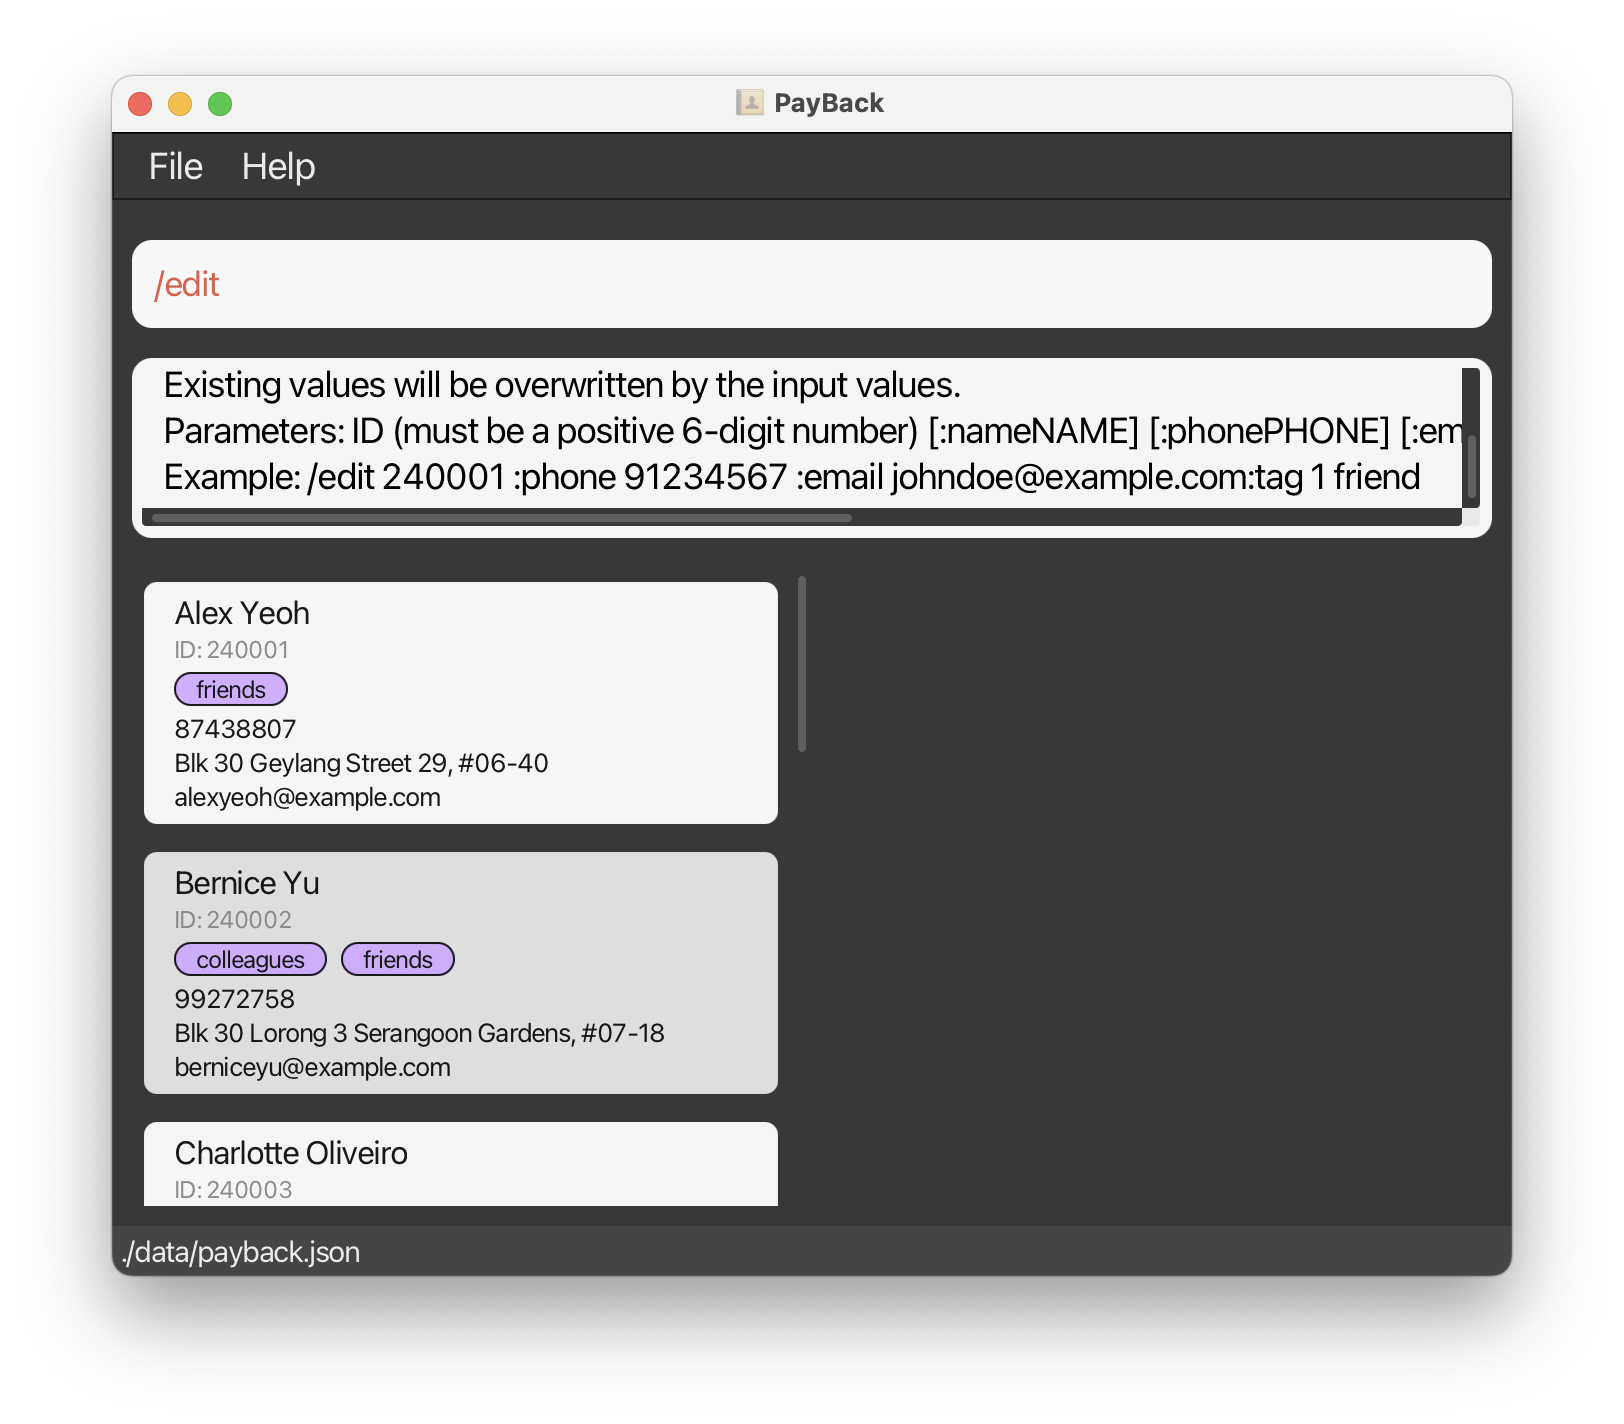 PayBack
File Help
/edit
Existing values will be overwritten by the input values.
Parameters: ID (must be a positive 6-digit number) [:nameNAME] [:phonePHONE] [:em
Example: /edit 240001 :phone 91234567 :email johndoe@example.com:tag 1 friend
Alex Yeoh
ID: 240001
friends
87438807
Blk 30 Geylang Street 29, #06-40
alexyeoh@example.com
Bernice Yu
ID: 240002
colleagues friends
99272758
Blk 30 Lorong 3 Serangoon Gardens, #07-18
berniceyu@example.com
Charlotte Oliveiro
ID: 240003
./data/payback.json